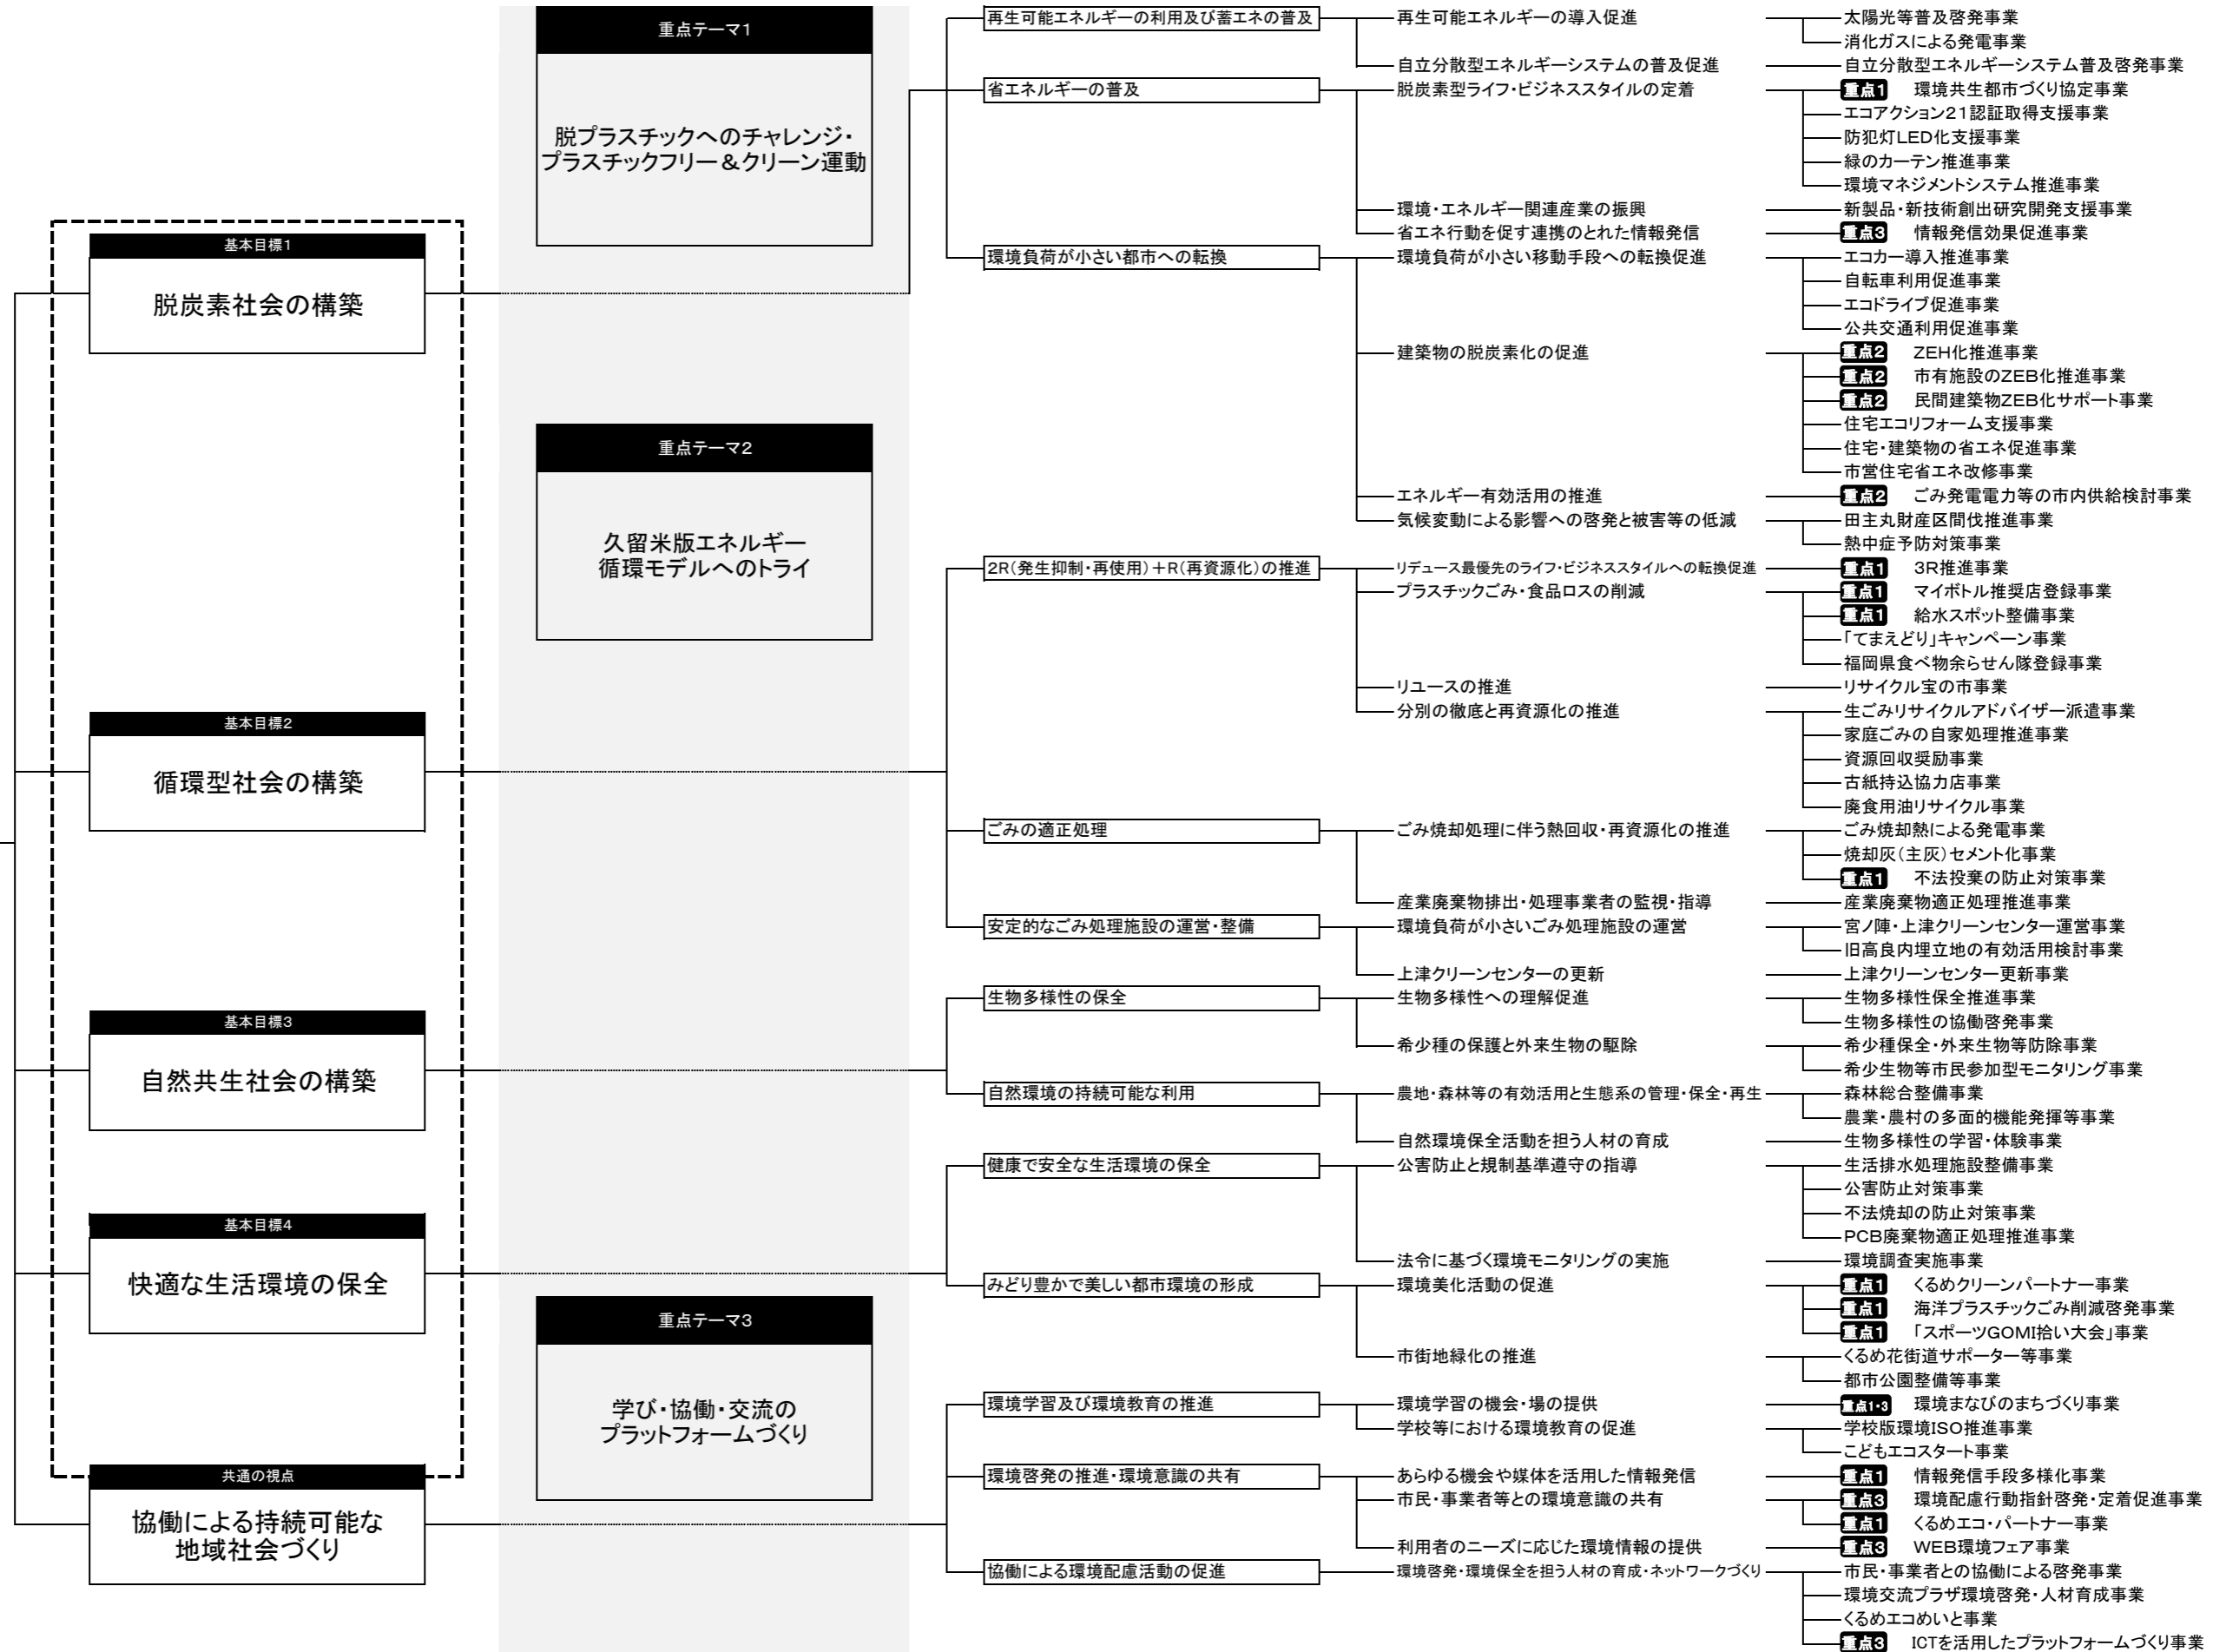 重点テーマ1
脱プラスチックへのチャレンジ・
プラスチックフリー＆クリーン運動
重点テーマ2
久留米版エネルギー
循環モデルへのトライ
重点テーマ3
学び・協働・交流の
プラットフォームづくり
基本目標1
脱炭素社会の構築
再生可能エネルギーの利用及び蓄エネの普及
再生可能エネルギーの導入促進
太陽光等普及啓発事業
消化ガスによる発電事業
自立分散型エネルギーシステムの普及促進
自立分散型エネルギーシステム普及啓発事業
省エネルギーの普及
脱炭素型ライフ・ビジネススタイルの定着
重点1 環境共生都市づくり協定事業
エコアクション21認証取得支援事業
防犯灯LED化支援事業
緑のカーテン推進事業
環境マネジメントシステム推進事業
環境・エネルギー関連産業の振興
新製品・新技術創出研究開発支援事業
省エネ行動を促す連携のとれた情報発信
重点3 情報発信効果促進事業
環境負荷が小さい都市への転換
環境負荷が小さい移動手段への転換促進
エコカー導入推進事業
自転車利用促進事業
エコドライブ促進事業
公共交通利用促進事業
建築物の脱炭素化の促進
重点2 ZEH化推進事業
重点2 市有施設のZEB化推進事業
重点2 民間建築物ZEB化サポート事業
住宅エコリフォーム支援事業
住宅・建築物の省エネ促進事業
市営住宅省エネ改修事業
エネルギー有効活用の推進
重点2 ごみ発電電力等の市内供給検討事業
気候変動による影響への啓発と被害等の低減
田主丸財産区間伐推進事業
熱中症予防対策事業
基本目標2
循環型社会の構築
2R(発生抑制・再使用)＋R(再資源化)の推進
リデュース最優先のライフ・ビジネススタイルへの転換促進
重点1 3R推進事業
プラスチックごみ・食品ロスの削減
重点1 マイボトル推奨店登録事業
重点1 給水スポット整備事業
「てまえどり」キャンペーン事業
福岡県食べ物余らせん隊登録事業
リユースの推進
リサイクル宝の市事業
分別の徹底と再資源化の推進
生ごみリサイクルアドバイザー派遣事業
家庭ごみの自家処理推進事業
資源回収奨励事業
古紙持込協力店事業
廃食用油リサイクル事業
ごみの適正処理
ごみ焼却処理に伴う熱回収・再資源化の推進
ごみ焼却熱による発電事業
焼却灰(主灰)セメント化事業
重点1 不法投棄の防止対策事業
産業廃棄物排出・処理事業者の監視・指導
産業廃棄物適正処理推進事業
安定的なごみ処理施設の運営・整備
環境負荷が小さいごみ処理施設の運営
宮ノ陣・上津クリーンセンター運営事業
旧高良内埋立地の有効活用検討事業
上津クリーンセンターの更新
上津クリーンセンター更新事業
基本目標3
自然共生社会の構築
生物多様性の保全
生物多様性への理解促進
生物多様性保全推進事業
生物多様性の協働啓発事業
希少種の保護と外来生物の駆除
希少種保全・外来生物等防除事業
希少生物等市民参加型モニタリング事業
自然環境の持続可能な利用
農地・森林等の有効活用と生態系の管理・保全・再生
森林総合整備事業
農業・農村の多面的機能発揮等事業
自然環境保全活動を担う人材の育成
生物多様性の学習・体験事業
基本目標4
快適な生活環境の保全
健康で安全な生活環境の保全
公害防止と規制基準遵守の指導
生活排水処理施設整備事業
公害防止対策事業
不法焼却の防止対策事業
PCB廃棄物適正処理推進事業
法令に基づく環境モニタリングの実施
環境調査実施事業
みどり豊かで美しい都市環境の形成
環境美化活動の促進
重点1 くるめクリーンパートナー事業
重点1 海洋プラスチックごみ削減啓発事業
重点1 「スポーツGOMI拾い大会」事業
市街地緑化の推進
くるめ花街道サポーター等事業
都市公園整備等事業
共通の視点
協働による持続可能な
地域社会づくり
環境学習及び環境教育の推進
環境学習の機会・場の提供
重点1・3 環境まなびのまちづくり事業
学校等における環境教育の促進
学校版環境ISO推進事業
こどもエコスタート事業
環境啓発の推進・環境意識の共有
あらゆる機会や媒体を活用した情報発信
重点1 情報発信手段多様化事業
市民・事業者等との環境意識の共有
重点3 環境配慮行動指針啓発・定着促進事業
重点1 くるめエコ・パートナー事業
利用者のニーズに応じた環境情報の提供
重点3 WEB環境フェア事業
協働による環境配慮活動の促進
環境啓発・環境保全を担う人材の育成・ネットワークづくり
市民・事業者との協働による啓発事業
環境交流プラザ環境啓発・人材育成事業
くるめエコめいと事業
重点3 ICTを活用したプラットフォームづくり事業